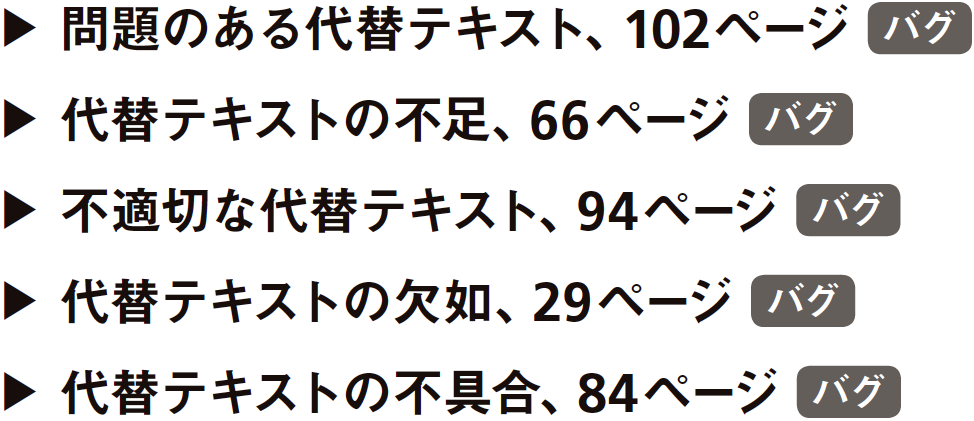 ▶ 問題のある代替テキスト、102ページ バグ
▶ 代替テキストの不足、66ページ バグ
▶ 不適切な代替テキスト、94ページ バグ
▶ 代替テキストの欠如、29ページ バグ
▶ 代替テキストの不具合、84ページ バグ